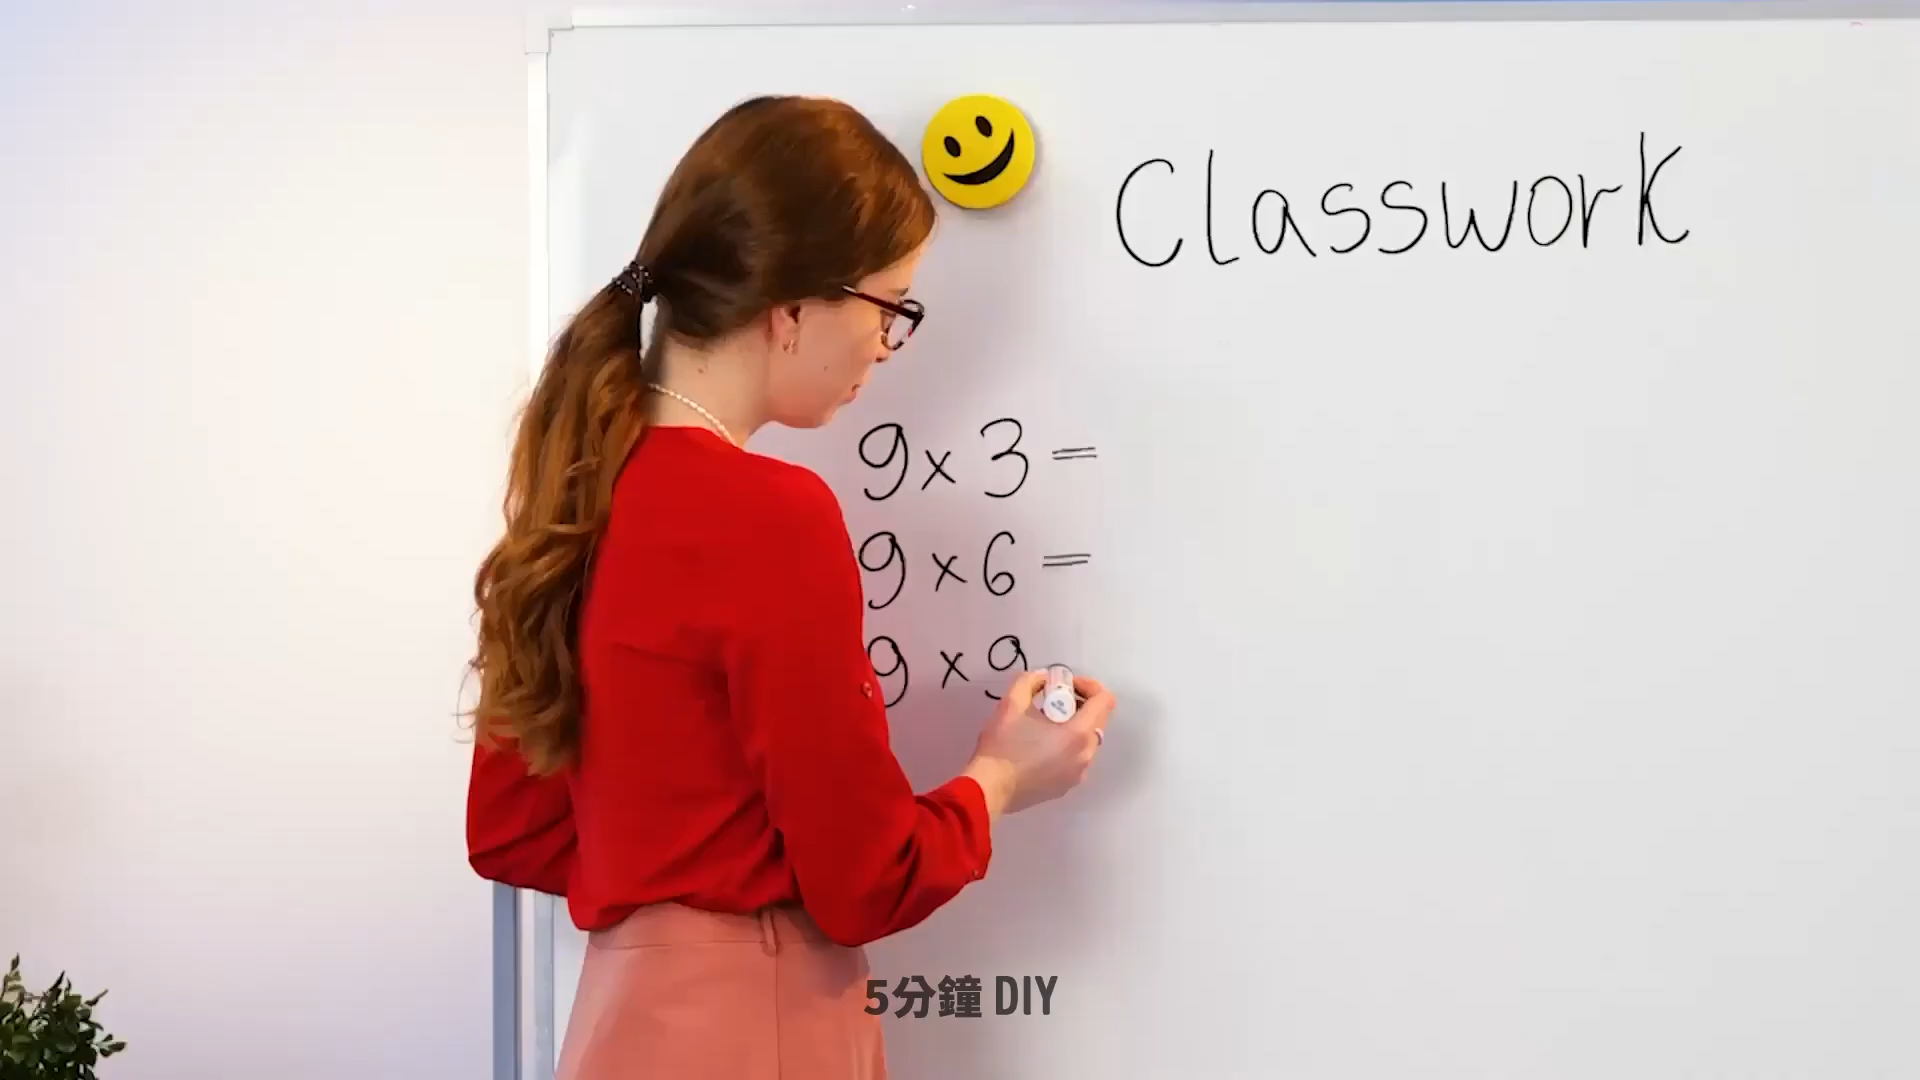 Classwork
9 x 3 =
9 x 6 =
9 x 9
5分鐘 DIY